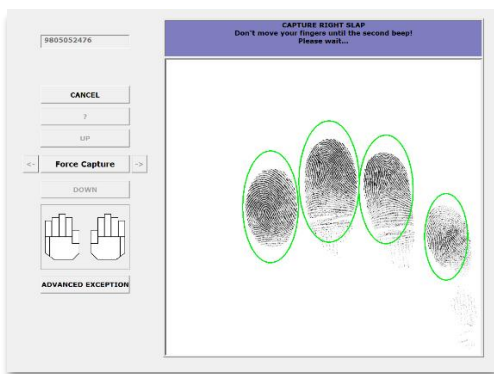 9805052476
CAPTURE RIGHT SLAP
Don't move your fingers until the second beep!
Please wait...
CANCEL
?
UP
<-
Force Capture
->
DOWN
ADVANCED EXCEPTION